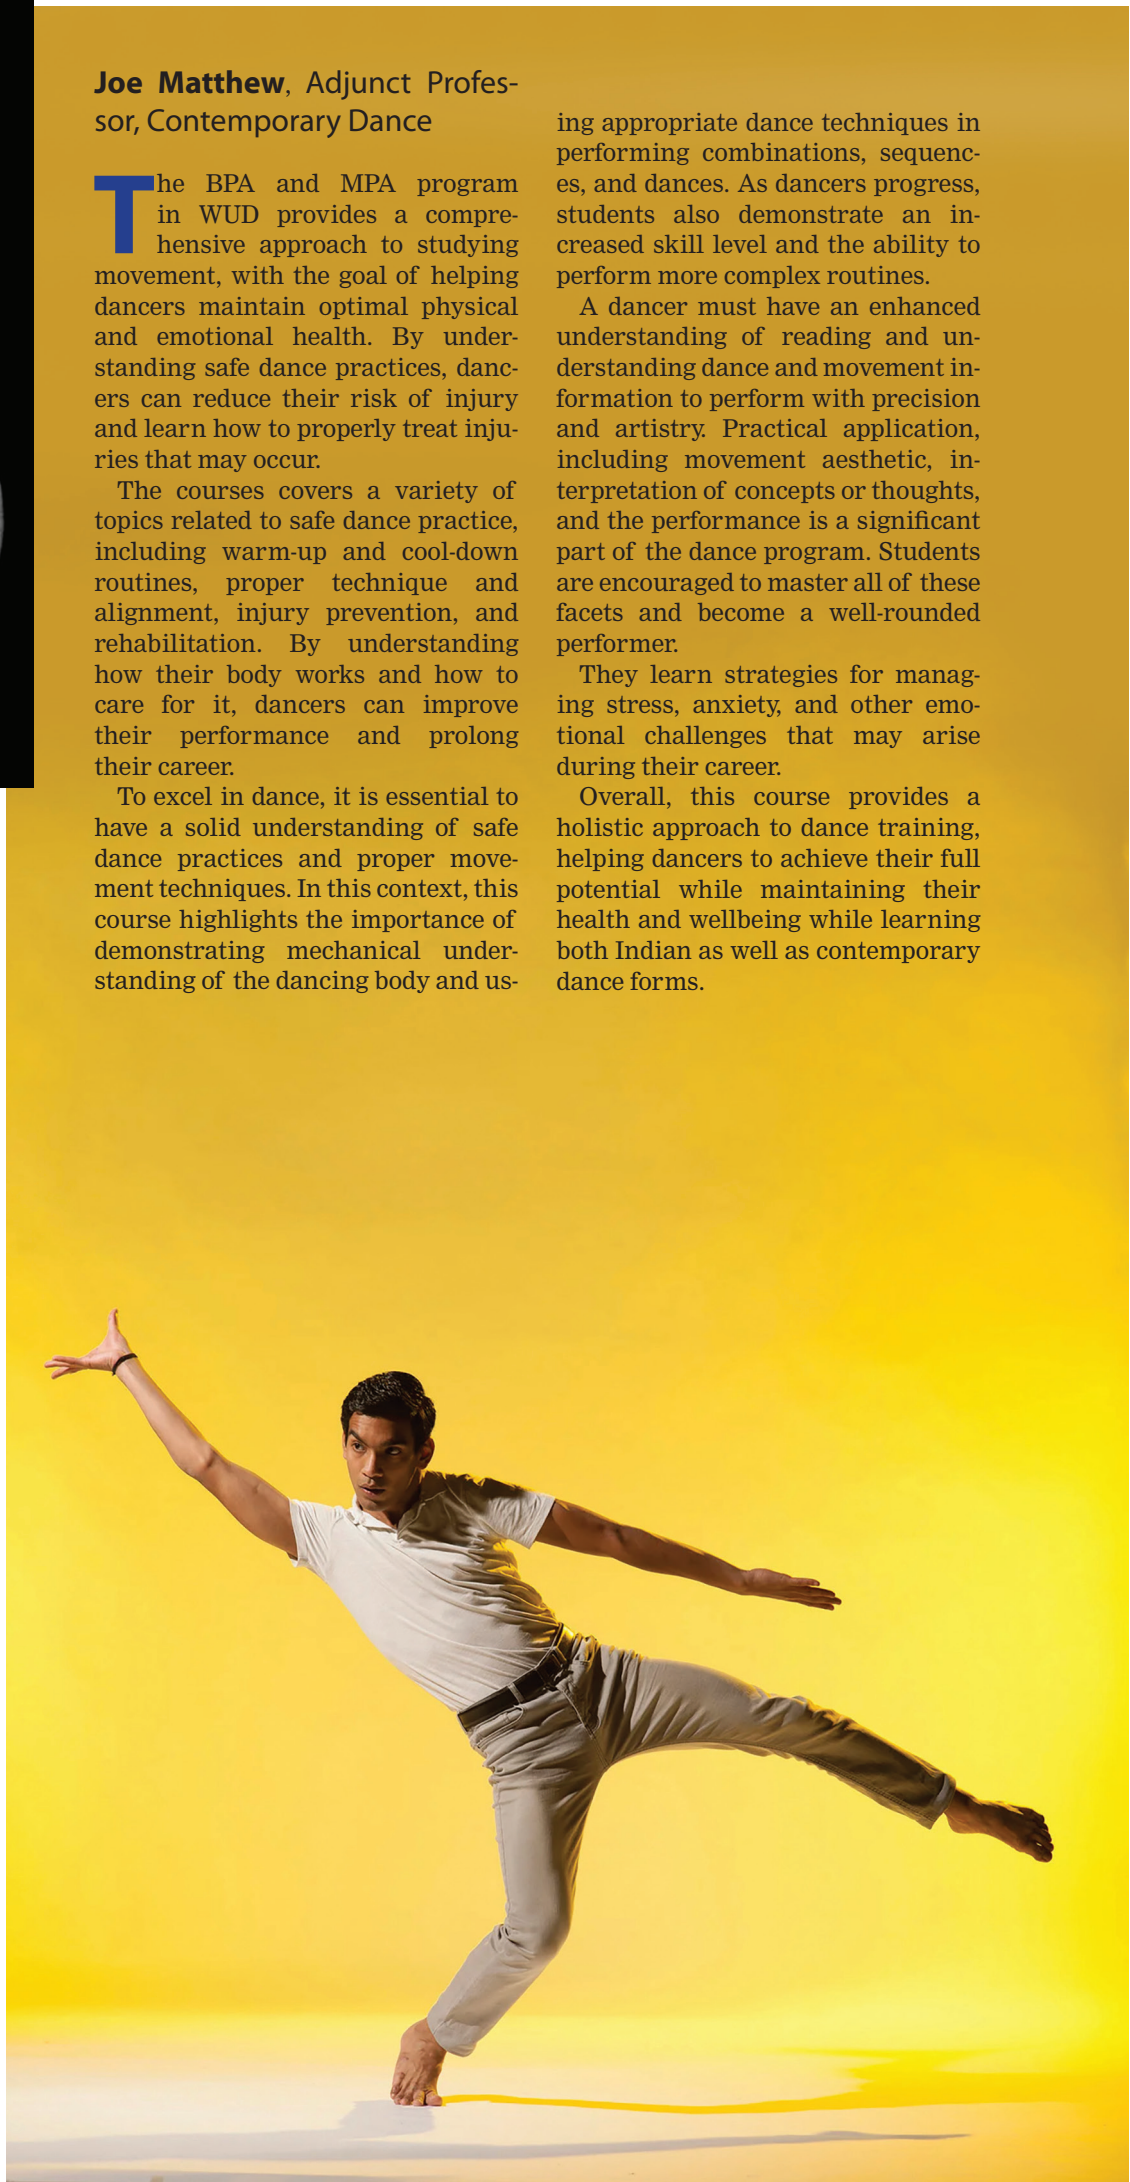 Joe Matthew, Adjunct Profes-
sor, Contemporary Dance
The BPA and MPA program
in WUD provides a compre-
hensive approach to studying
movement, with the goal of helping
dancers maintain optimal physical
and emotional health. By under-
standing safe dance practices, danc-
ers can reduce their risk of injury
and learn how to properly treat inju-
ries that may occur.
The courses covers a variety of
topics related to safe dance practice,
including warm-up and cool-down
routines, proper technique and
alignment, injury prevention, and
rehabilitation. By understanding
how their body works and how to
care for it, dancers can improve
their performance and prolong
their career.
To excel in dance, it is essential to
have a solid understanding of safe
dance practices and proper move-
ment techniques. In this context, this
course highlights the importance of
demonstrating mechanical under-
standing of the dancing body and us-
ing appropriate dance techniques in
performing combinations, sequenc-
es, and dances. As dancers progress,
students also demonstrate an in-
creased skill level and the ability to
perform more complex routines.
A dancer must have an enhanced
understanding of reading and un-
derstanding dance and movement in-
formation to perform with precision
and artistry. Practical application,
including movement aesthetic, in-
terpretation of concepts or thoughts,
and the performance is a significant
part of the dance program. Students
are encouraged to master all of these
facets and become a well-rounded
performer.
They learn strategies for manag-
ing stress, anxiety, and other emo-
tional challenges that may arise
during their career.
Overall, this course provides a
holistic approach to dance training,
helping dancers to achieve their full
potential while maintaining their
health and wellbeing while learning
both Indian as well as contemporary
dance forms.